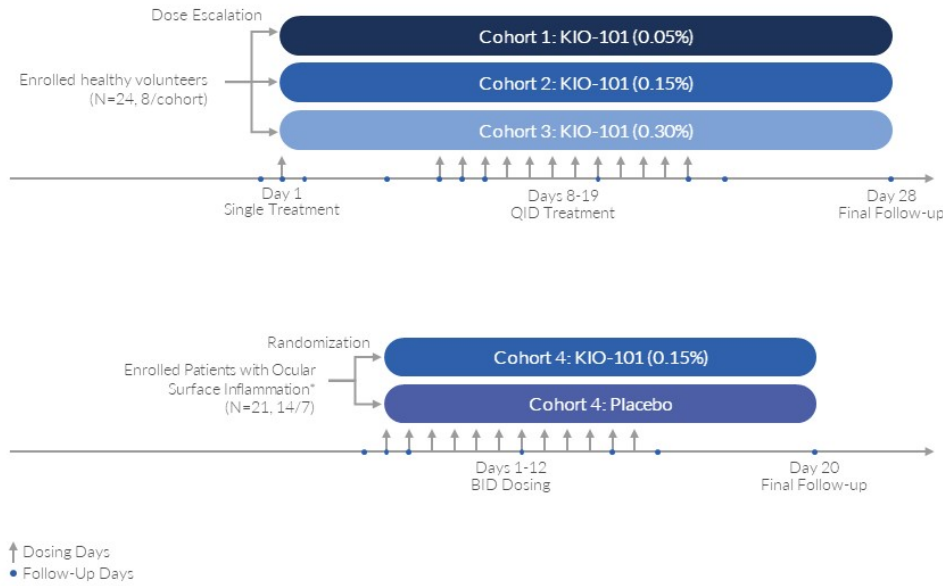 Dose Escalation
Cohort 1: KIO-101 (0.05%)
Enrolled healthy volunteers
(N=24, 8/cohort)
Cohort 2: KIO-101 (0.15%)
Cohort 3: KIO-101 (0.30%)
Day 1
Single Treatment
Days 8-19
QID Treatment
Day 28
Final Follow-up
Randomization
Cohort 4: KIO-101 (0.15%)
Enrolled Patients with Ocular
Surface Inflammation*
(N=21, 14/7)
Cohort 4: Placebo
Days 1-12
BID Dosing
Day 20
Final Follow-up
Dosing Days
Follow-Up Days